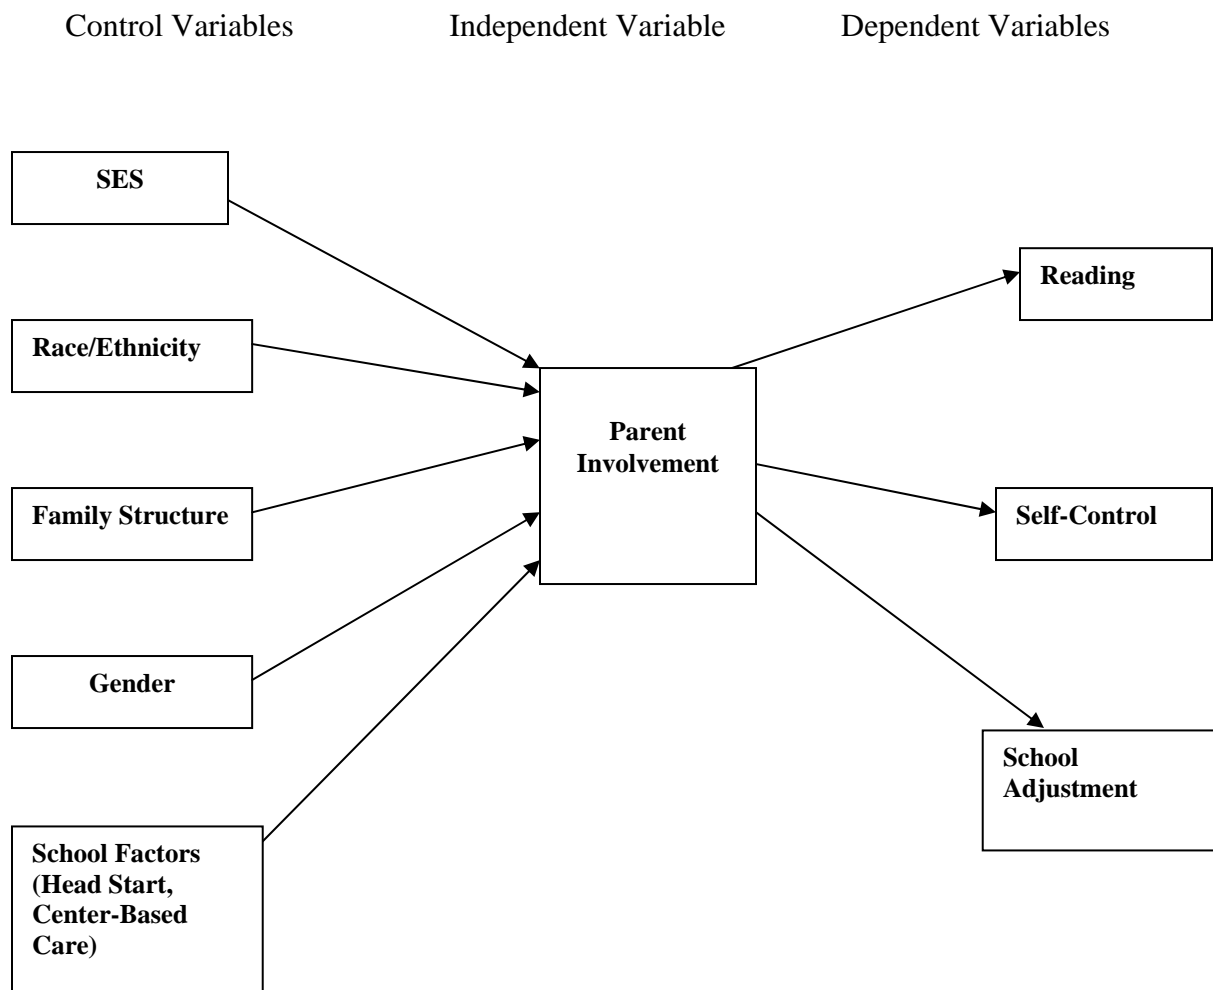 Control Variables
Independent Variable
Dependent Variables
SES
Race/Ethnicity
Family Structure
Gender
School Factors
(Head Start,
Center-Based
Care)
Parent
Involvement
Reading
Self-Control
School
Adjustment